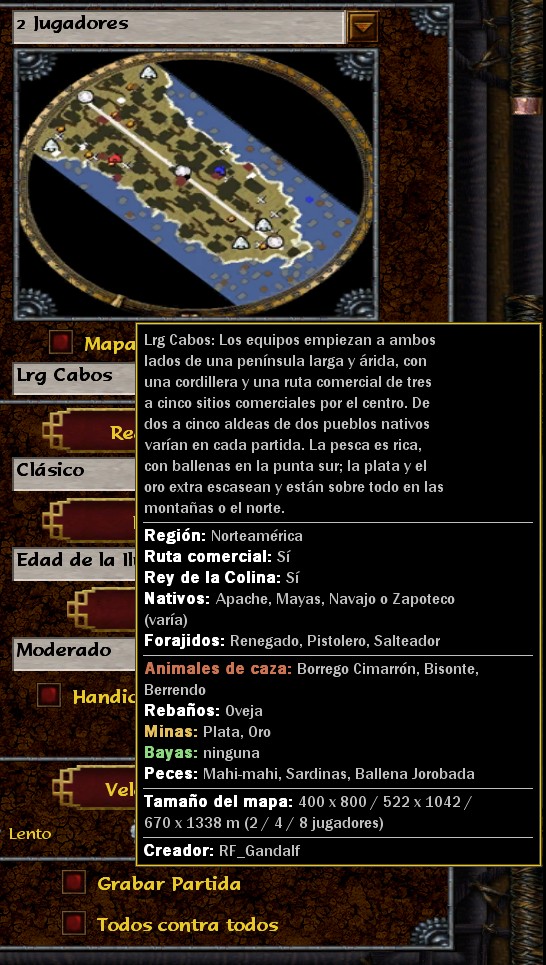 2 Jugadores
Mapa
Lrg Cabos
Re
Clásico
Edad de la Il
Moderado
Handic
Vel
Lento
Lrg Cabos: Los equipos empiezan a ambos
lados de una península larga y árida, con
una cordillera y una ruta comercial de tres
a cinco sitios comerciales por el centro. De
dos a cinco aldeas de dos pueblos nativos
varían en cada partida. La pesca es rica,
con ballenas en la punta sur; la plata y el
oro extra escasean y están sobre todo en las
montañas o el norte.
Región: Norteamérica
Ruta comercial: Sí
Rey de la Colina: Sí
Nativos: Apache, Mayas, Navajo o Zapoteco
(varía)
Forajidos: Renegado, Pistolero, Salteador
Animales de caza: Borrego Cimarrón, Bisonte,
Berrendo
Rebaños: Oveja
Minas: Plata, Oro
Bayas: ninguna
Peces: Mahi-mahi, Sardinas, Ballena Jorobada
Tamaño del mapa: 400 x 800 / 522 x 1042 /
670 x 1338 m (2 / 4 / 8 jugadores)
Creador: RF_Gandalf
Grabar Partida
Todos contra todos